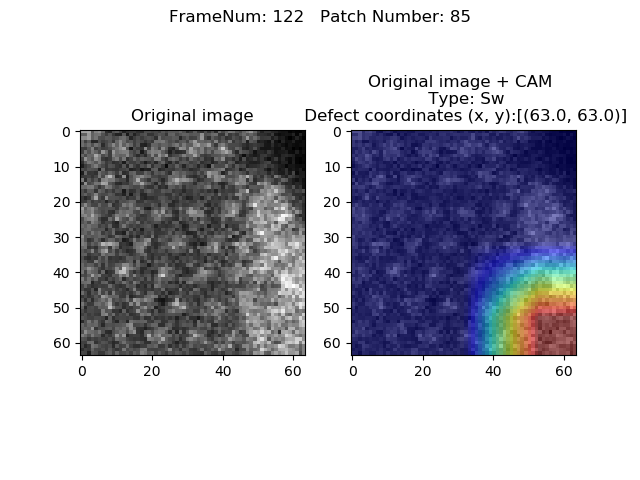 FrameNum: 122   Patch Number: 85
Original image
Original image + CAM
Type: Sw
Defect coordinates (x, y):[(63.0, 63.0)]
0
10
20
30
40
50
60
0 20 40 60
0
10
20
30
40
50
60
0 20 40 60